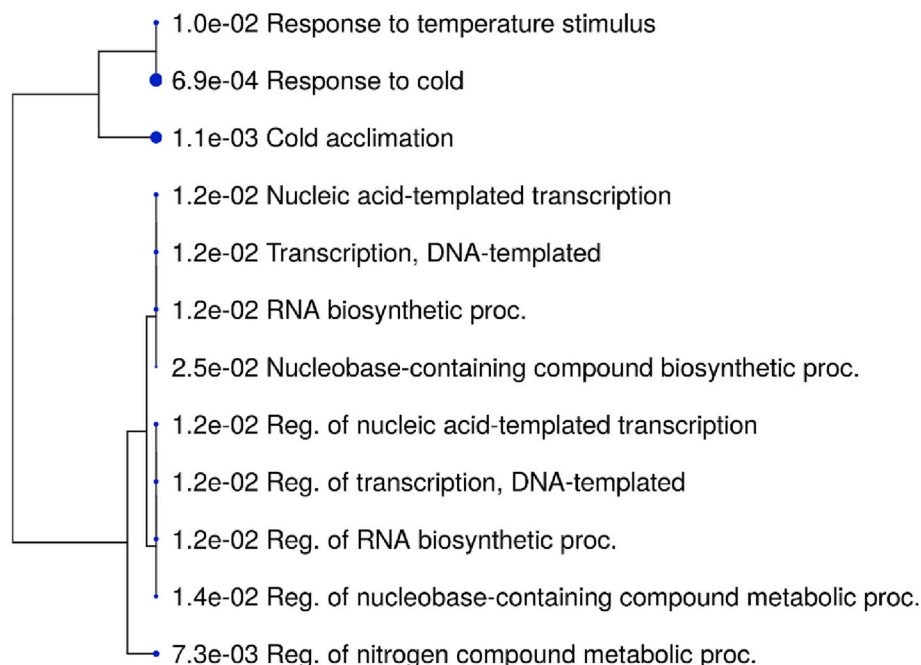 1.0e-02 Response to temperature stimulus
6.9e-04 Response to cold
1.1e-03 Cold acclimation
1.2e-02 Nucleic acid-templated transcription
1.2e-02 Transcription, DNA-templated
1.2e-02 RNA biosynthetic proc.
2.5e-02 Nucleobase-containing compound biosynthetic proc.
1.2e-02 Reg. of nucleic acid-templated transcription
1.2e-02 Reg. of transcription, DNA-templated
1.2e-02 Reg. of RNA biosynthetic proc.
1.4e-02 Reg. of nucleobase-containing compound metabolic proc.
7.3e-03 Reg. of nitrogen compound metabolic proc.